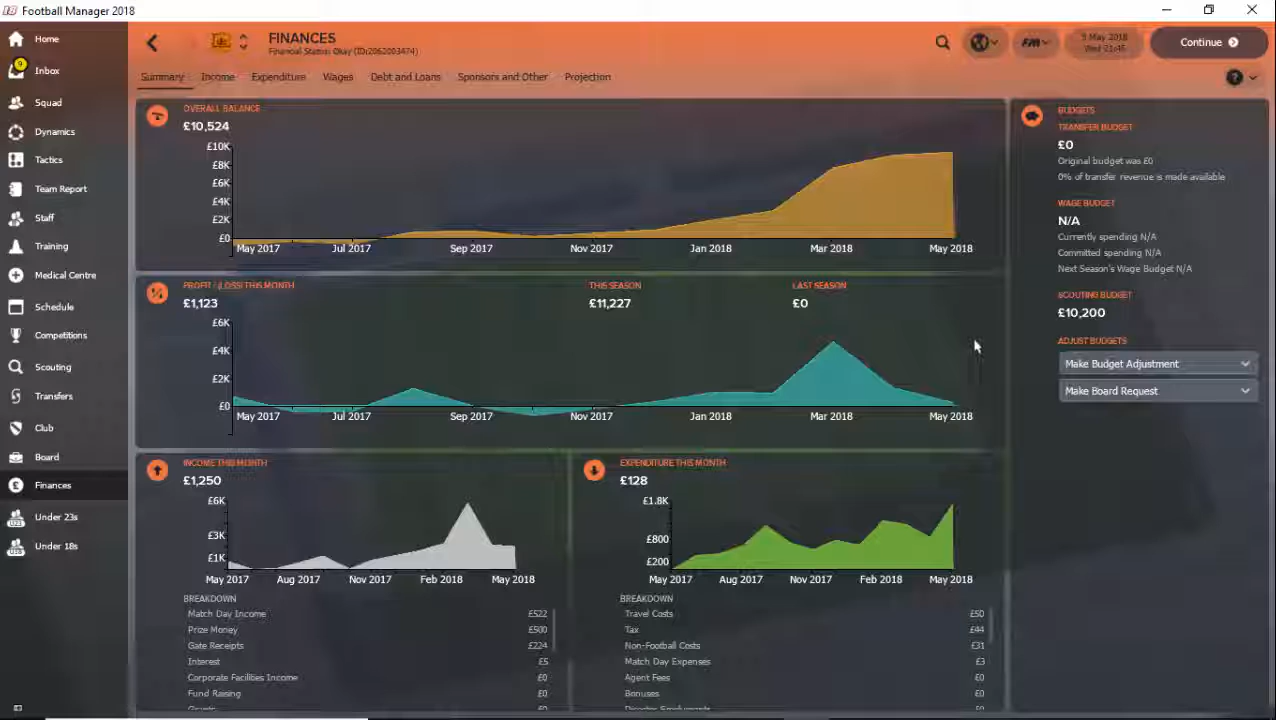 Football Manager 2018
Home
9
Inbox
Squad
Dynamics
Tactics
Team Report
Staff
Training
Medical Centre
Schedule
Competitions
Scouting
Transfers
Club
Board
Finances
Under 23s
Under 18s
FINANCES
Financial Status: Okay (ID:2062003474)
FM
9 May 2018
Wed 21:45
Continue
Summary Income Expenditure Wages Debt and Loans Sponsors and Other Projection
OVERALL BALANCE
£10,524
£10K
£8K
£6K
£4K
£2K
£0
May 2017 Jul 2017 Sep 2017 Nov 2017 Jan 2018 Mar 2018 May 2018
PROFIT / (LOSS) THIS MONTH THIS SEASON LAST SEASON
£1,123 £11,227 £0
£6K
£4K
£2K
£0
May 2017 Jul 2017 Sep 2017 Nov 2017 Jan 2018 Mar 2018 May 2018
INCOME THIS MONTH
£1,250
£6K
£3K
£1K
May 2017 Aug 2017 Nov 2017 Feb 2018 May 2018
BREAKDOWN
Match Day Income £522
Prize Money £500
Gate Receipts £224
Interest £5
Corporate Facilities Income £0
Fund Raising £0
EXPENDITURE THIS MONTH
£128
£1.8K
£800
£200
May 2017 Aug 2017 Nov 2017 Feb 2018 May 2018
BREAKDOWN
Travel Costs £50
Tax £44
Non-Football Costs £31
Match Day Expenses £3
Agent Fees £0
Bonuses £0
BUDGETS
TRANSFER BUDGET
£0
Original budget was £0
0% of transfer revenue is made available
WAGE BUDGET
N/A
Currently spending N/A
Committed spending N/A
Next Season's Wage Budget N/A
SCOUTING BUDGET
£10,200
ADJUST BUDGETS
Make Budget Adjustment
Make Board Request